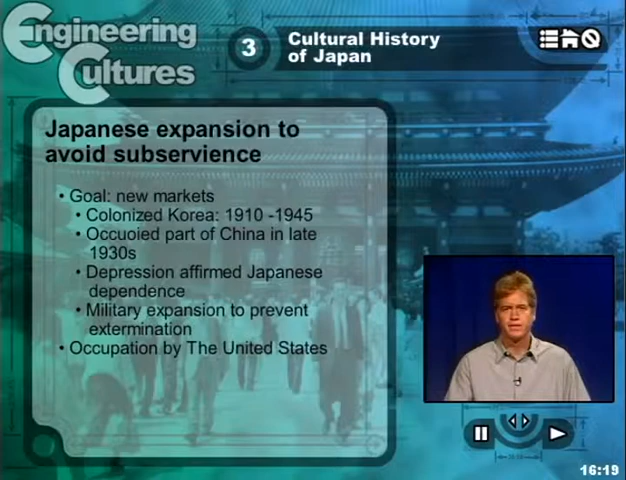 Engineering
Cultures
3
Cultural History
of Japan
Japanese expansion to
avoid subservience
• Goal: new markets
• Colonized Korea: 1910 -1945
• Occuoied part of China in late
1930s
• Depression affirmed Japanese
dependence
• Military expansion to prevent
extermination
• Occupation by The United States
16:19